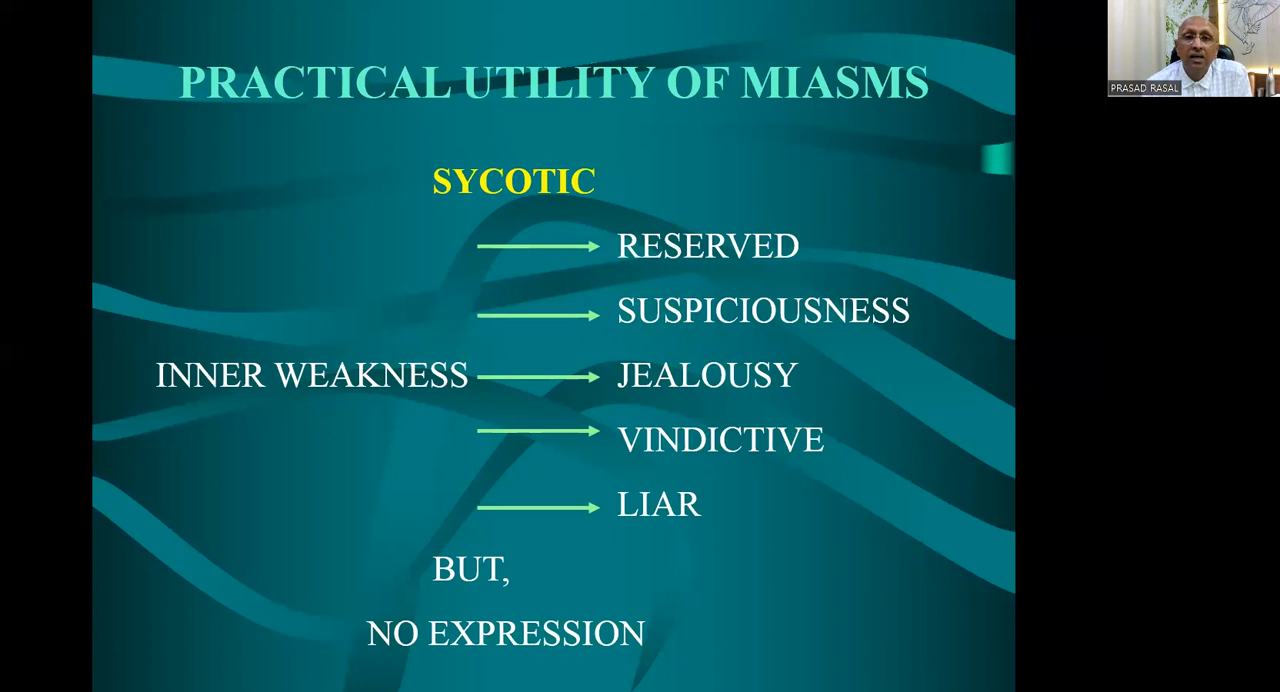 PRACTICAL UTILITY OF MIASMS
PRASAD RASAL
SYCOTIC
RESERVED
SUSPICIOUSNESS
INNER WEAKNESS JEALOUSY
VINDICTIVE
LIAR
BUT,
NO EXPRESSION